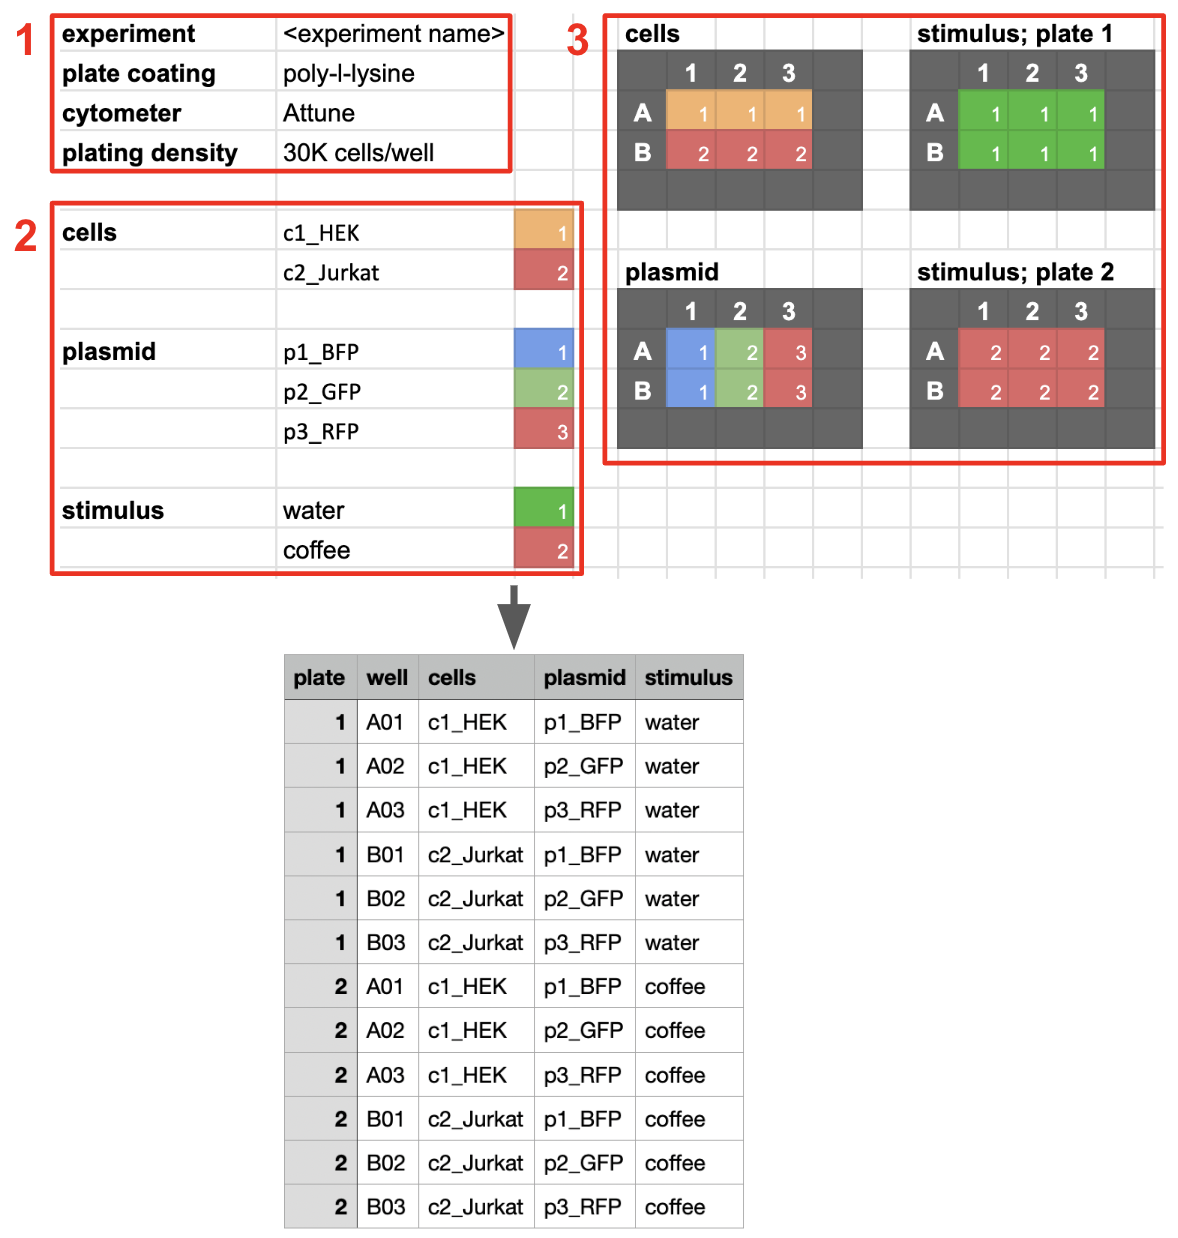 1
experiment <experiment name>
plate coating poly-l-lysine
cytometer Attune
plating density 30K cells/well
2
cells c1_HEK 1
c2_Jurkat 2
plasmid p1_BFP 1
p2_GFP 2
p3_RFP 3
stimulus water 1
coffee 2
3
cells
1 2 3
A 1 1 1
B 2 2 2
stimulus; plate 1
1 2 3
A 1 1 1
B 1 1 1
plasmid
1 2 3
A 1 2 3
B 1 2 3
stimulus; plate 2
1 2 3
A 2 2 2
B 2 2 2
plate well cells plasmid stimulus
1 A01 c1_HEK p1_BFP water
1 A02 c1_HEK p2_GFP water
1 A03 c1_HEK p3_RFP water
1 B01 c2_Jurkat p1_BFP water
1 B02 c2_Jurkat p2_GFP water
1 B03 c2_Jurkat p3_RFP water
2 A01 c1_HEK p1_BFP coffee
2 A02 c1_HEK p2_GFP coffee
2 A03 c1_HEK p3_RFP coffee
2 B01 c2_Jurkat p1_BFP coffee
2 B02 c2_Jurkat p2_GFP coffee
2 B03 c2_Jurkat p3_RFP coffee